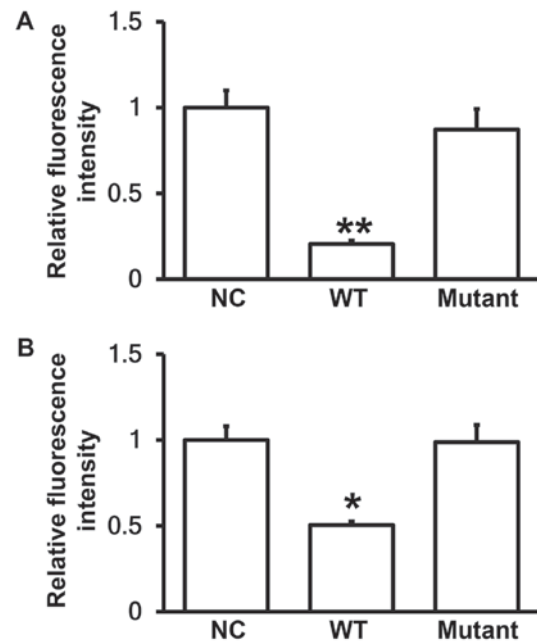 A
Relative fluorescence
intensity
1.5
1
0.5
0
**
NC WT Mutant
B
Relative fluorescence
intensity
1.5
1
0.5
0
*
NC WT Mutant